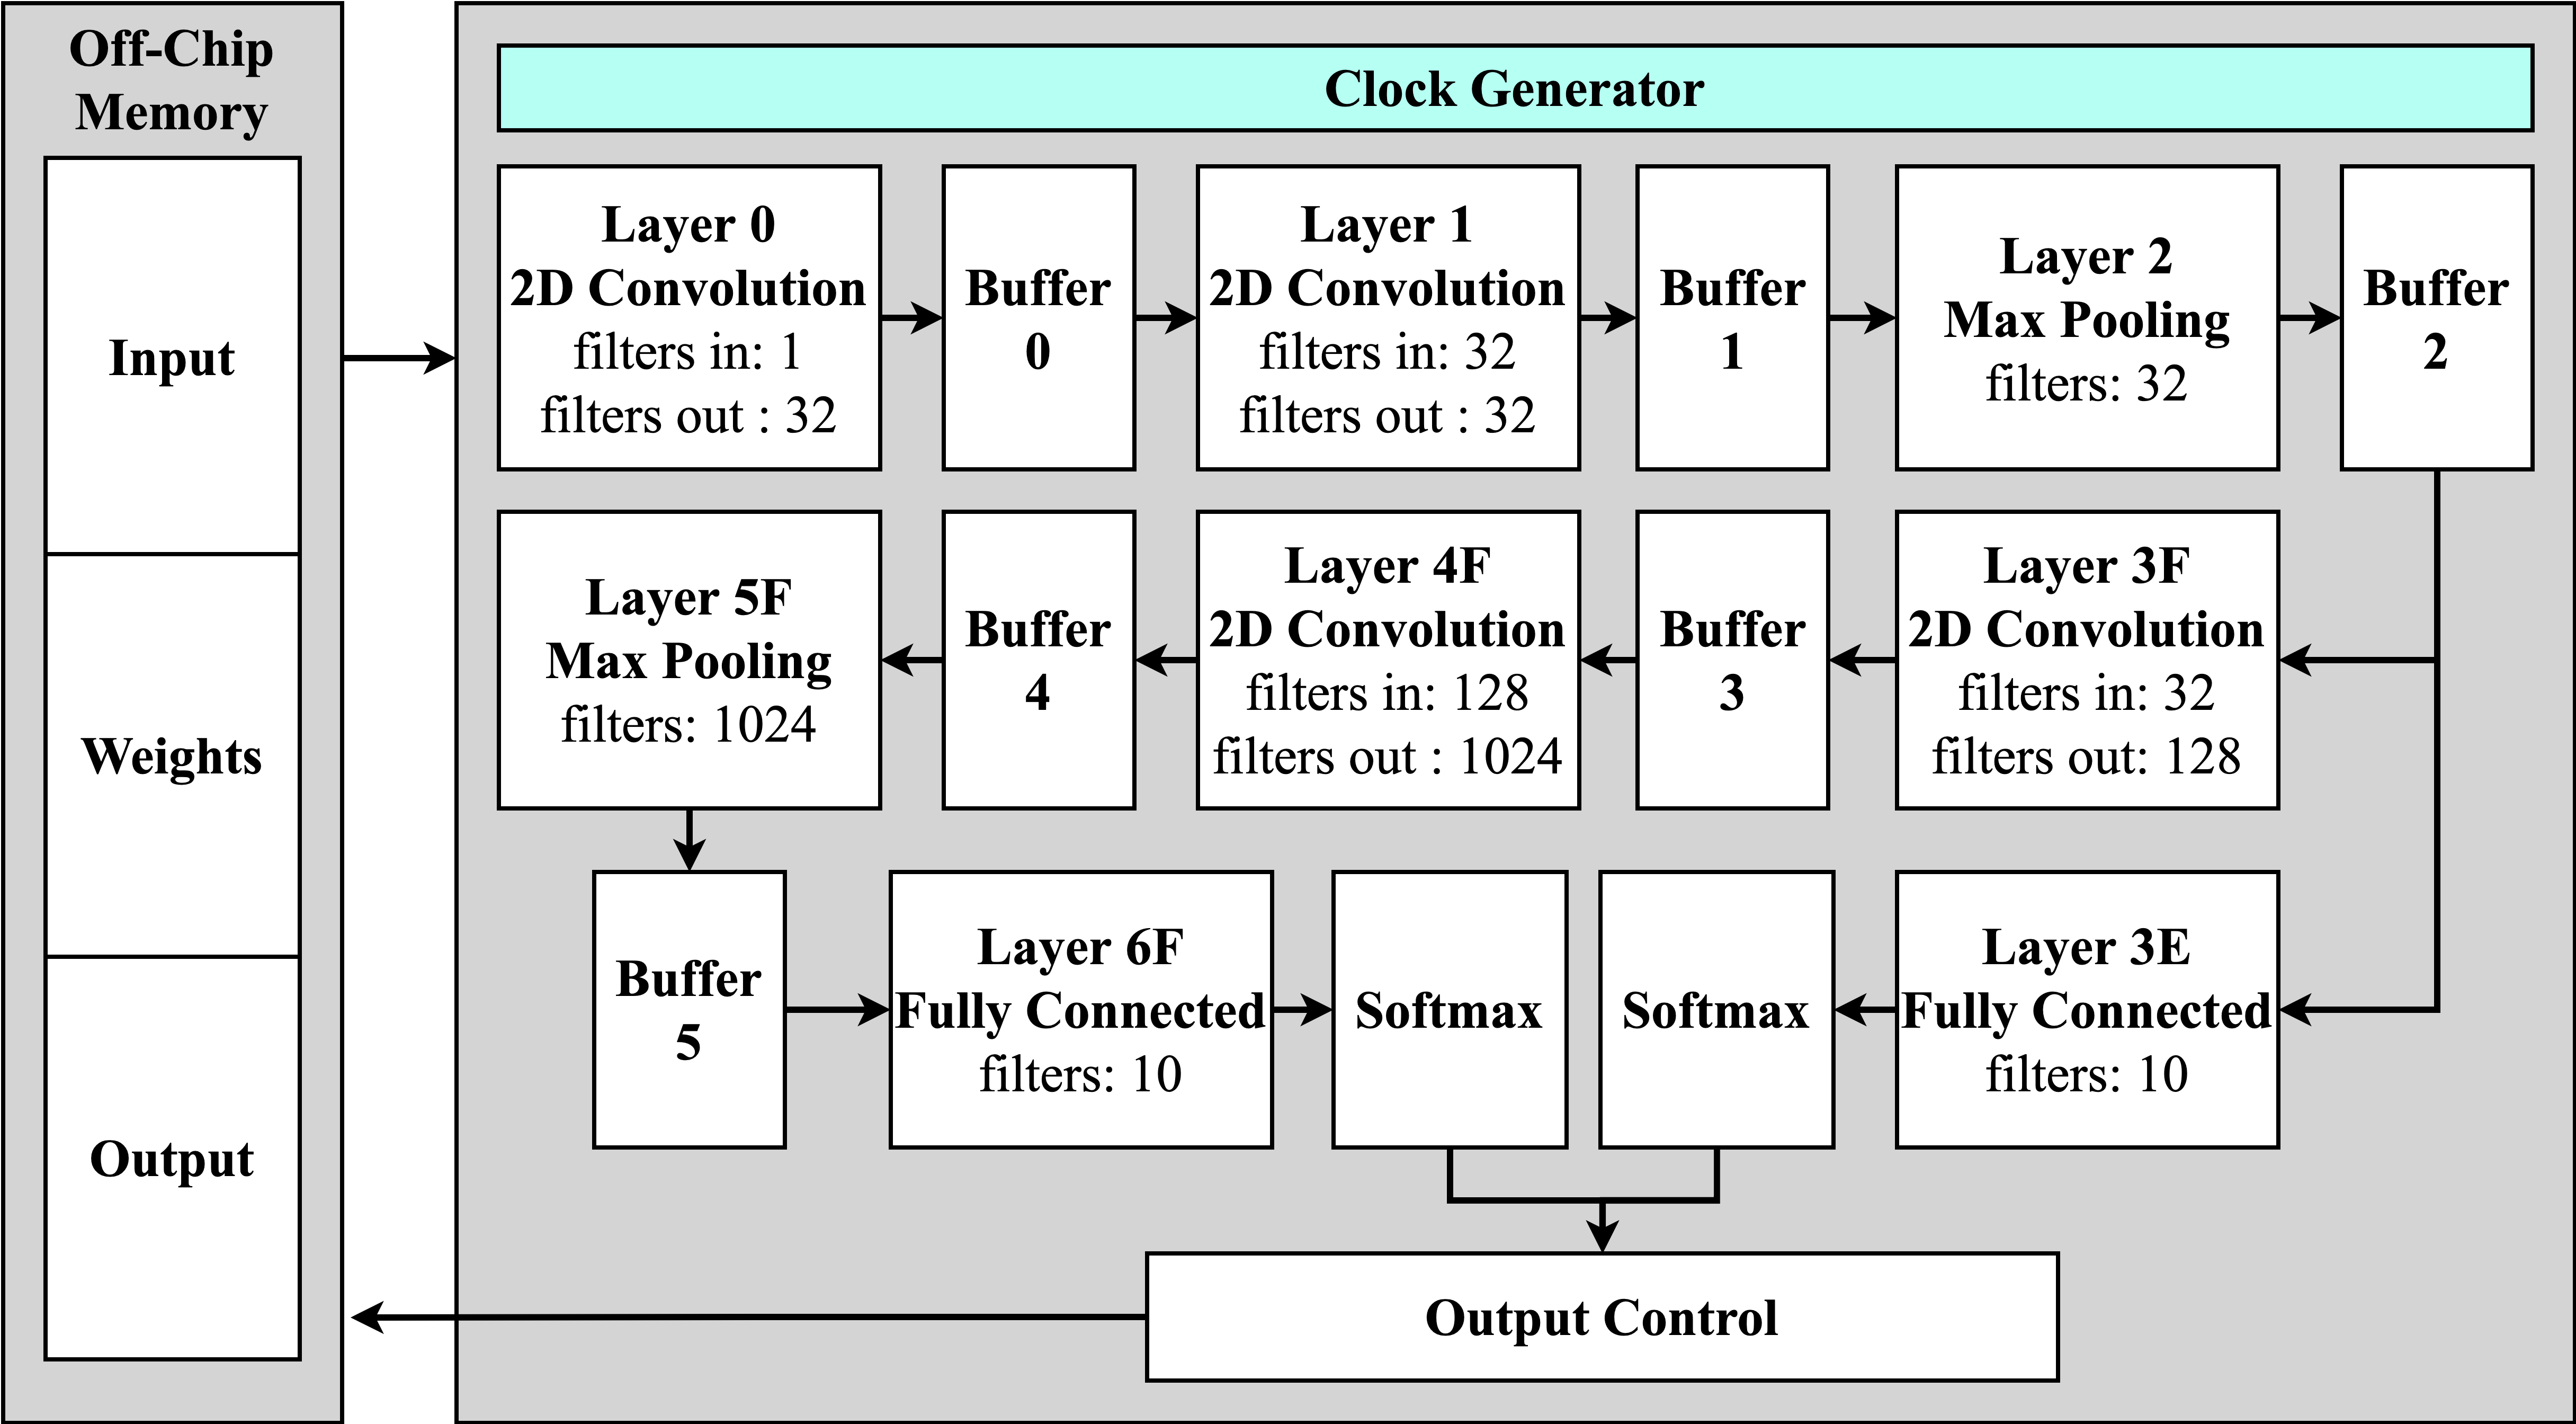 Off-Chip
Memory
Input
Weights
Output
Clock Generator
Layer 0
2D Convolution
filters in: 1
filters out : 32
Buffer
0
Layer 1
2D Convolution
filters in: 32
filters out : 32
Buffer
1
Layer 2
Max Pooling
filters: 32
Buffer
2
Layer 5F
Max Pooling
filters: 1024
Buffer
4
Layer 4F
2D Convolution
filters in: 128
filters out : 1024
Buffer
3
Layer 3F
2D Convolution
filters in: 32
filters out: 128
Buffer
5
Layer 6F
Fully Connected
filters: 10
Softmax
Softmax
Layer 3E
Fully Connected
filters: 10
Output Control